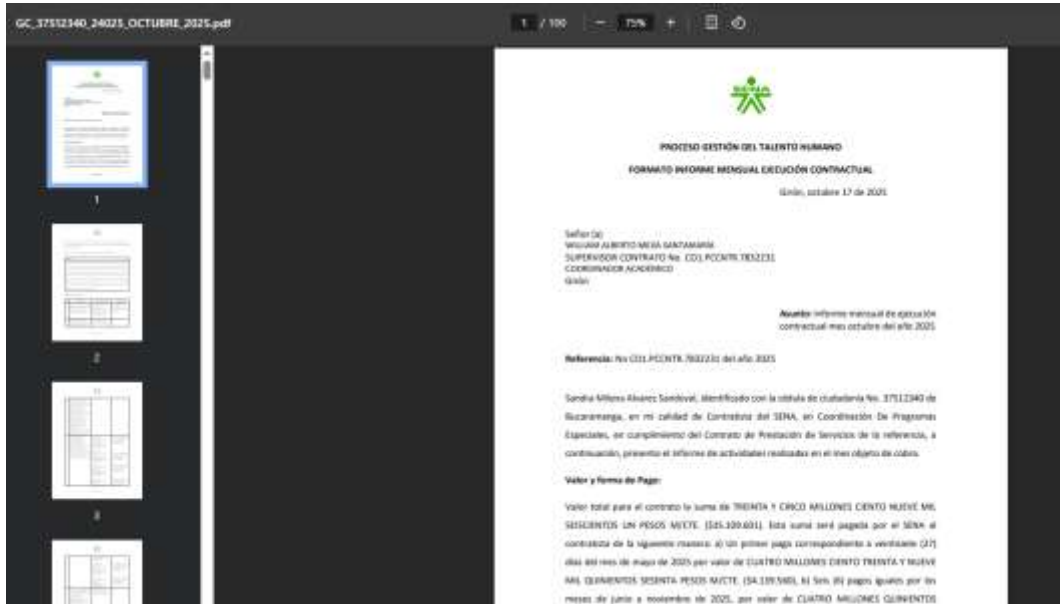 GC_37512340_24025_OCTUBRE_2025.pdf
1 / 100
75%
1
2
3
SENA
PROCESO GESTIÓN DEL TALENTO HUMANO
FORMATO INFORME MENSUAL EJECUCIÓN CONTRACTUAL
Girón, octubre 17 de 2025
Señor (a)
WILLIAM ALBERTO MEJIA SANTAMARÍA
SUPERVISOR CONTRATO No. CO1.PCCNTR.7832231
COORDINADOR ACADÉMICO
Girón
Asunto: Informe mensual de ejecución
contractual mes octubre del año 2025
Referencia: No CO1.PCCNTR.7832231 del año 2025
Sandra Milena Alvarez Sandoval, identificado con la cédula de ciudadanía No. 37512340 de
Bucaramanga, en mi calidad de Contratista del SENA, en Coordinación De Programas
Especiales, en cumplimiento del Contrato de Prestación de Servicios de la referencia, a
continuación, presento el informe de actividades realizadas en el mes objeto de cobro.
Valor y forma de Pago:
Valor total para el contrato la suma de TREINTA Y CINCO MILLONES CIENTO NUEVE MIL
SEISCIENTOS UN PESOS M/CTE. ($35.109.601). Esta suma será pagada por el SENA al
contratista de la siguiente manera: a) Un primer pago correspondiente a veintisiete (27)
días del mes de mayo de 2025 por valor de CUATRO MILLONES CIENTO TREINTA Y NUEVE
MIL QUINIENTOS SESENTA PESOS M/CTE. ($4.139.560), b) Seis (6) pagos iguales por los
meses de junio a noviembre de 2025, por valor de CUATRO MILLONES QUINIENTOS